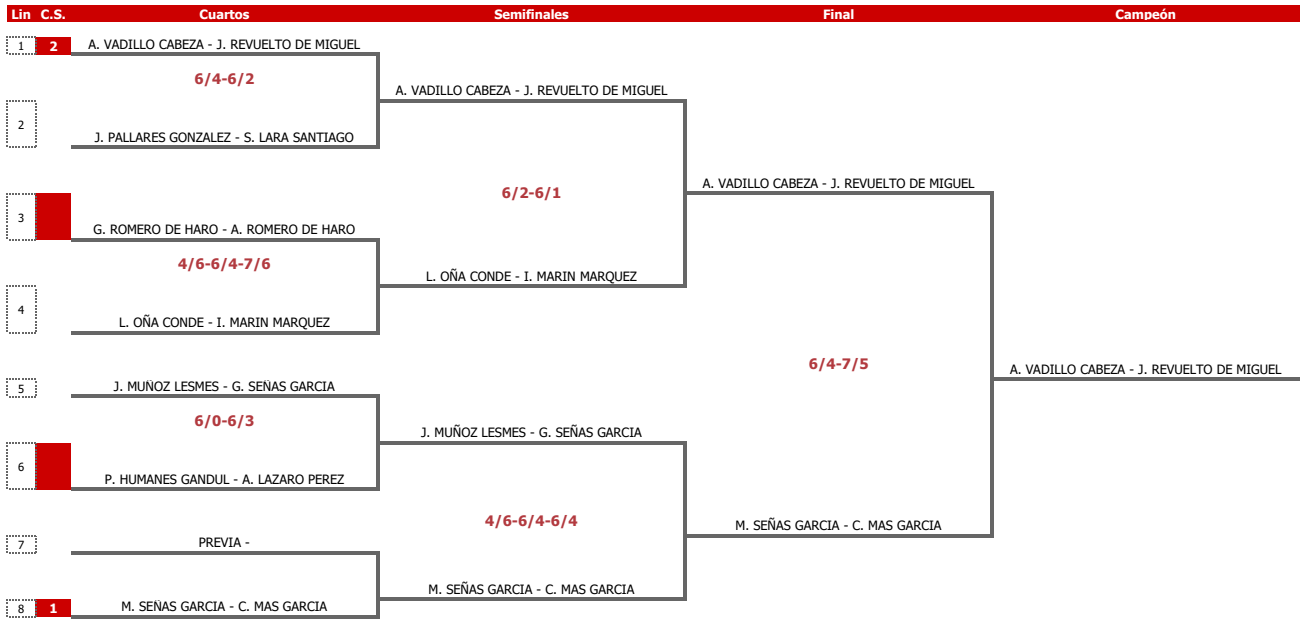 Lin C.S. Cuartos Semifinales Final Campeón
1 2 A. VADILLO CABEZA - J. REVUELTO DE MIGUEL
6/4-6/2
A. VADILLO CABEZA - J. REVUELTO DE MIGUEL
2
J. PALLARES GONZALEZ - S. LARA SANTIAGO
A. VADILLO CABEZA - J. REVUELTO DE MIGUEL
6/2-6/1
3
G. ROMERO DE HARO - A. ROMERO DE HARO
4/6-6/4-7/6
L. OÑA CONDE - I. MARIN MARQUEZ
4
L. OÑA CONDE - I. MARIN MARQUEZ
6/4-7/5
A. VADILLO CABEZA - J. REVUELTO DE MIGUEL
5 J. MUÑOZ LESMES - G. SEÑAS GARCIA
6/0-6/3
J. MUÑOZ LESMES - G. SEÑAS GARCIA
6
P. HUMANES GANDUL - A. LAZARO PEREZ
4/6-6/4-6/4
M. SEÑAS GARCIA - C. MAS GARCIA
7 PREVIA -
M. SEÑAS GARCIA - C. MAS GARCIA
8 1 M. SEÑAS GARCIA - C. MAS GARCIA